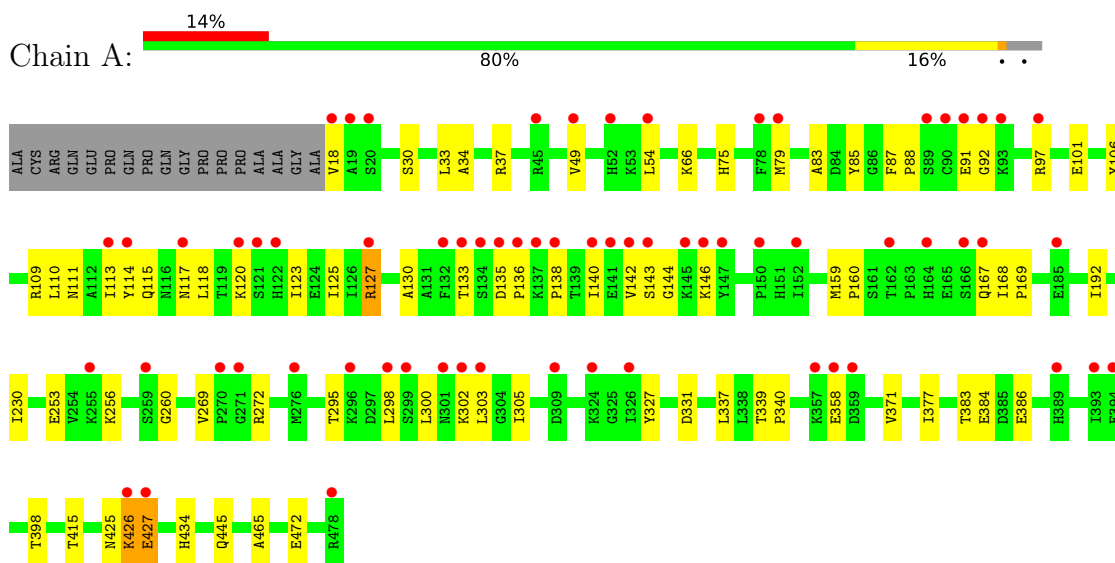 14%
Chain A:
80% 16% • •
ALA CYS ARG GLN GLU PRO PRO GLN PRO GLN GLN GLY PRO PRO PRO ALA ALA GLY ALA V18 A19 S20 S30 L33 A34 R37 R45 V49 H52 K53 L54 K66 H75 F78 M79 A83 D84 Y85 G86 F87 P88 S89 C90 E91 G92 K93 R97 E101 Y106
R109 L110 N111 A112 I113 Y114 Q115 N116 N117 L118 T119 K120 S121 H122 I123 E124 I125 I126 R127 A130 A131 F132 T133 S134 D135 P136 K137 P138 T139 I140 E141 V142 S143 G144 K145 K146 Y147 P150 H151 I152 M159 P160 S161 T162 P163 H164 E165 S166 Q167 I168 P169 E185 I192
I230 E253 V254 K255 K256 S259 G260 V269 P270 G271 R272 M276 T295 K296 D297 L298 S299 L300 N301 K302 L303 G304 I305 D309 K324 G325 I326 Y327 D331 L337 L338 T339 P340 K357 E358 D359 V371 I377 T383 E384 D385 E386 H389 I393
T398 T415 N425 K426 E427 H434 Q445 A465 E472 R478